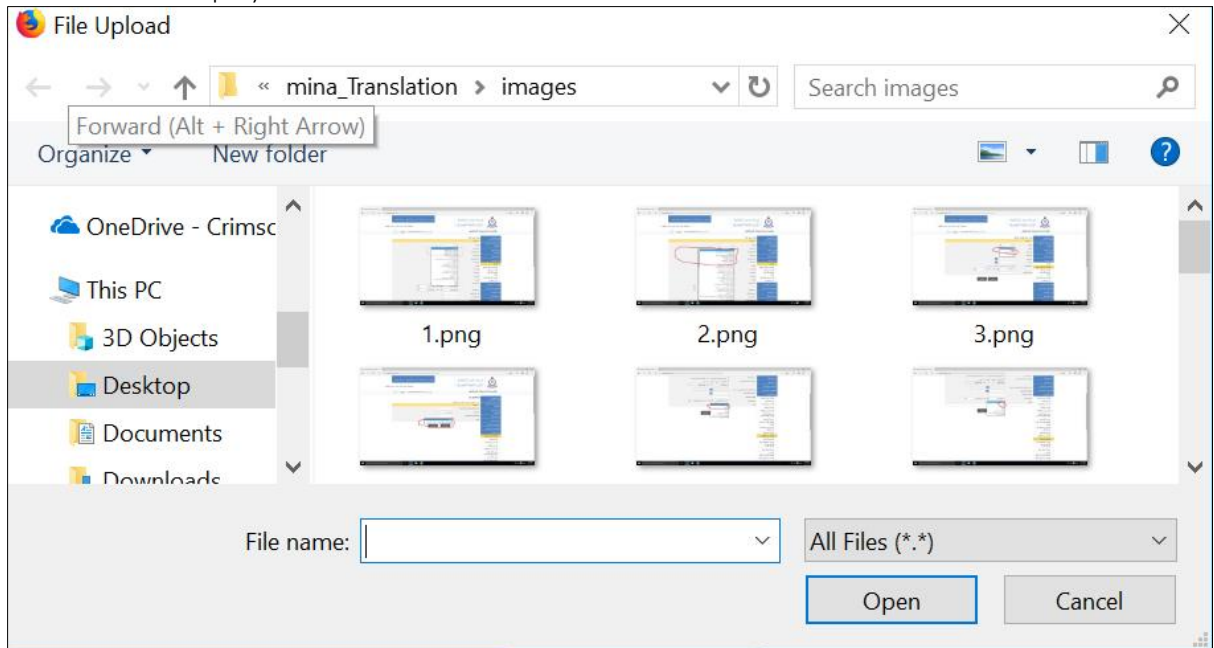 File Upload
« mina_Translation > images
Search images
Forward (Alt + Right Arrow)
Organize
New folder
?
OneDrive - Crimsc
This PC
3D Objects
Desktop
Documents
Downloads
1.png
2.png
3.png
File name:
All Files (*.*)
Open
Cancel